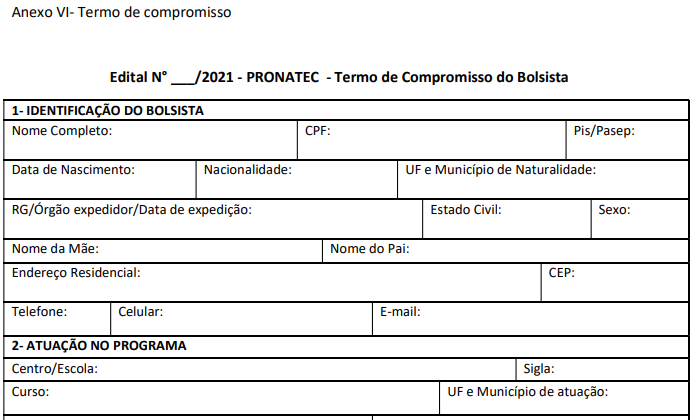 Anexo VI- Termo de compromisso
Edital N° ___/2021 - PRONATEC - Termo de Compromisso do Bolsista
1- IDENTIFICAÇÃO DO BOLSISTA
Nome Completo: CPF: Pis/Pasep:
Data de Nascimento: Nacionalidade: UF e Município de Naturalidade:
RG/Órgão expedidor/Data de expedição: Estado Civil: Sexo:
Nome da Mãe: Nome do Pai:
Endereço Residencial: CEP:
Telefone: Celular: E-mail:
2- ATUAÇÃO NO PROGRAMA
Centro/Escola: Sigla:
Curso: UF e Município de atuação: